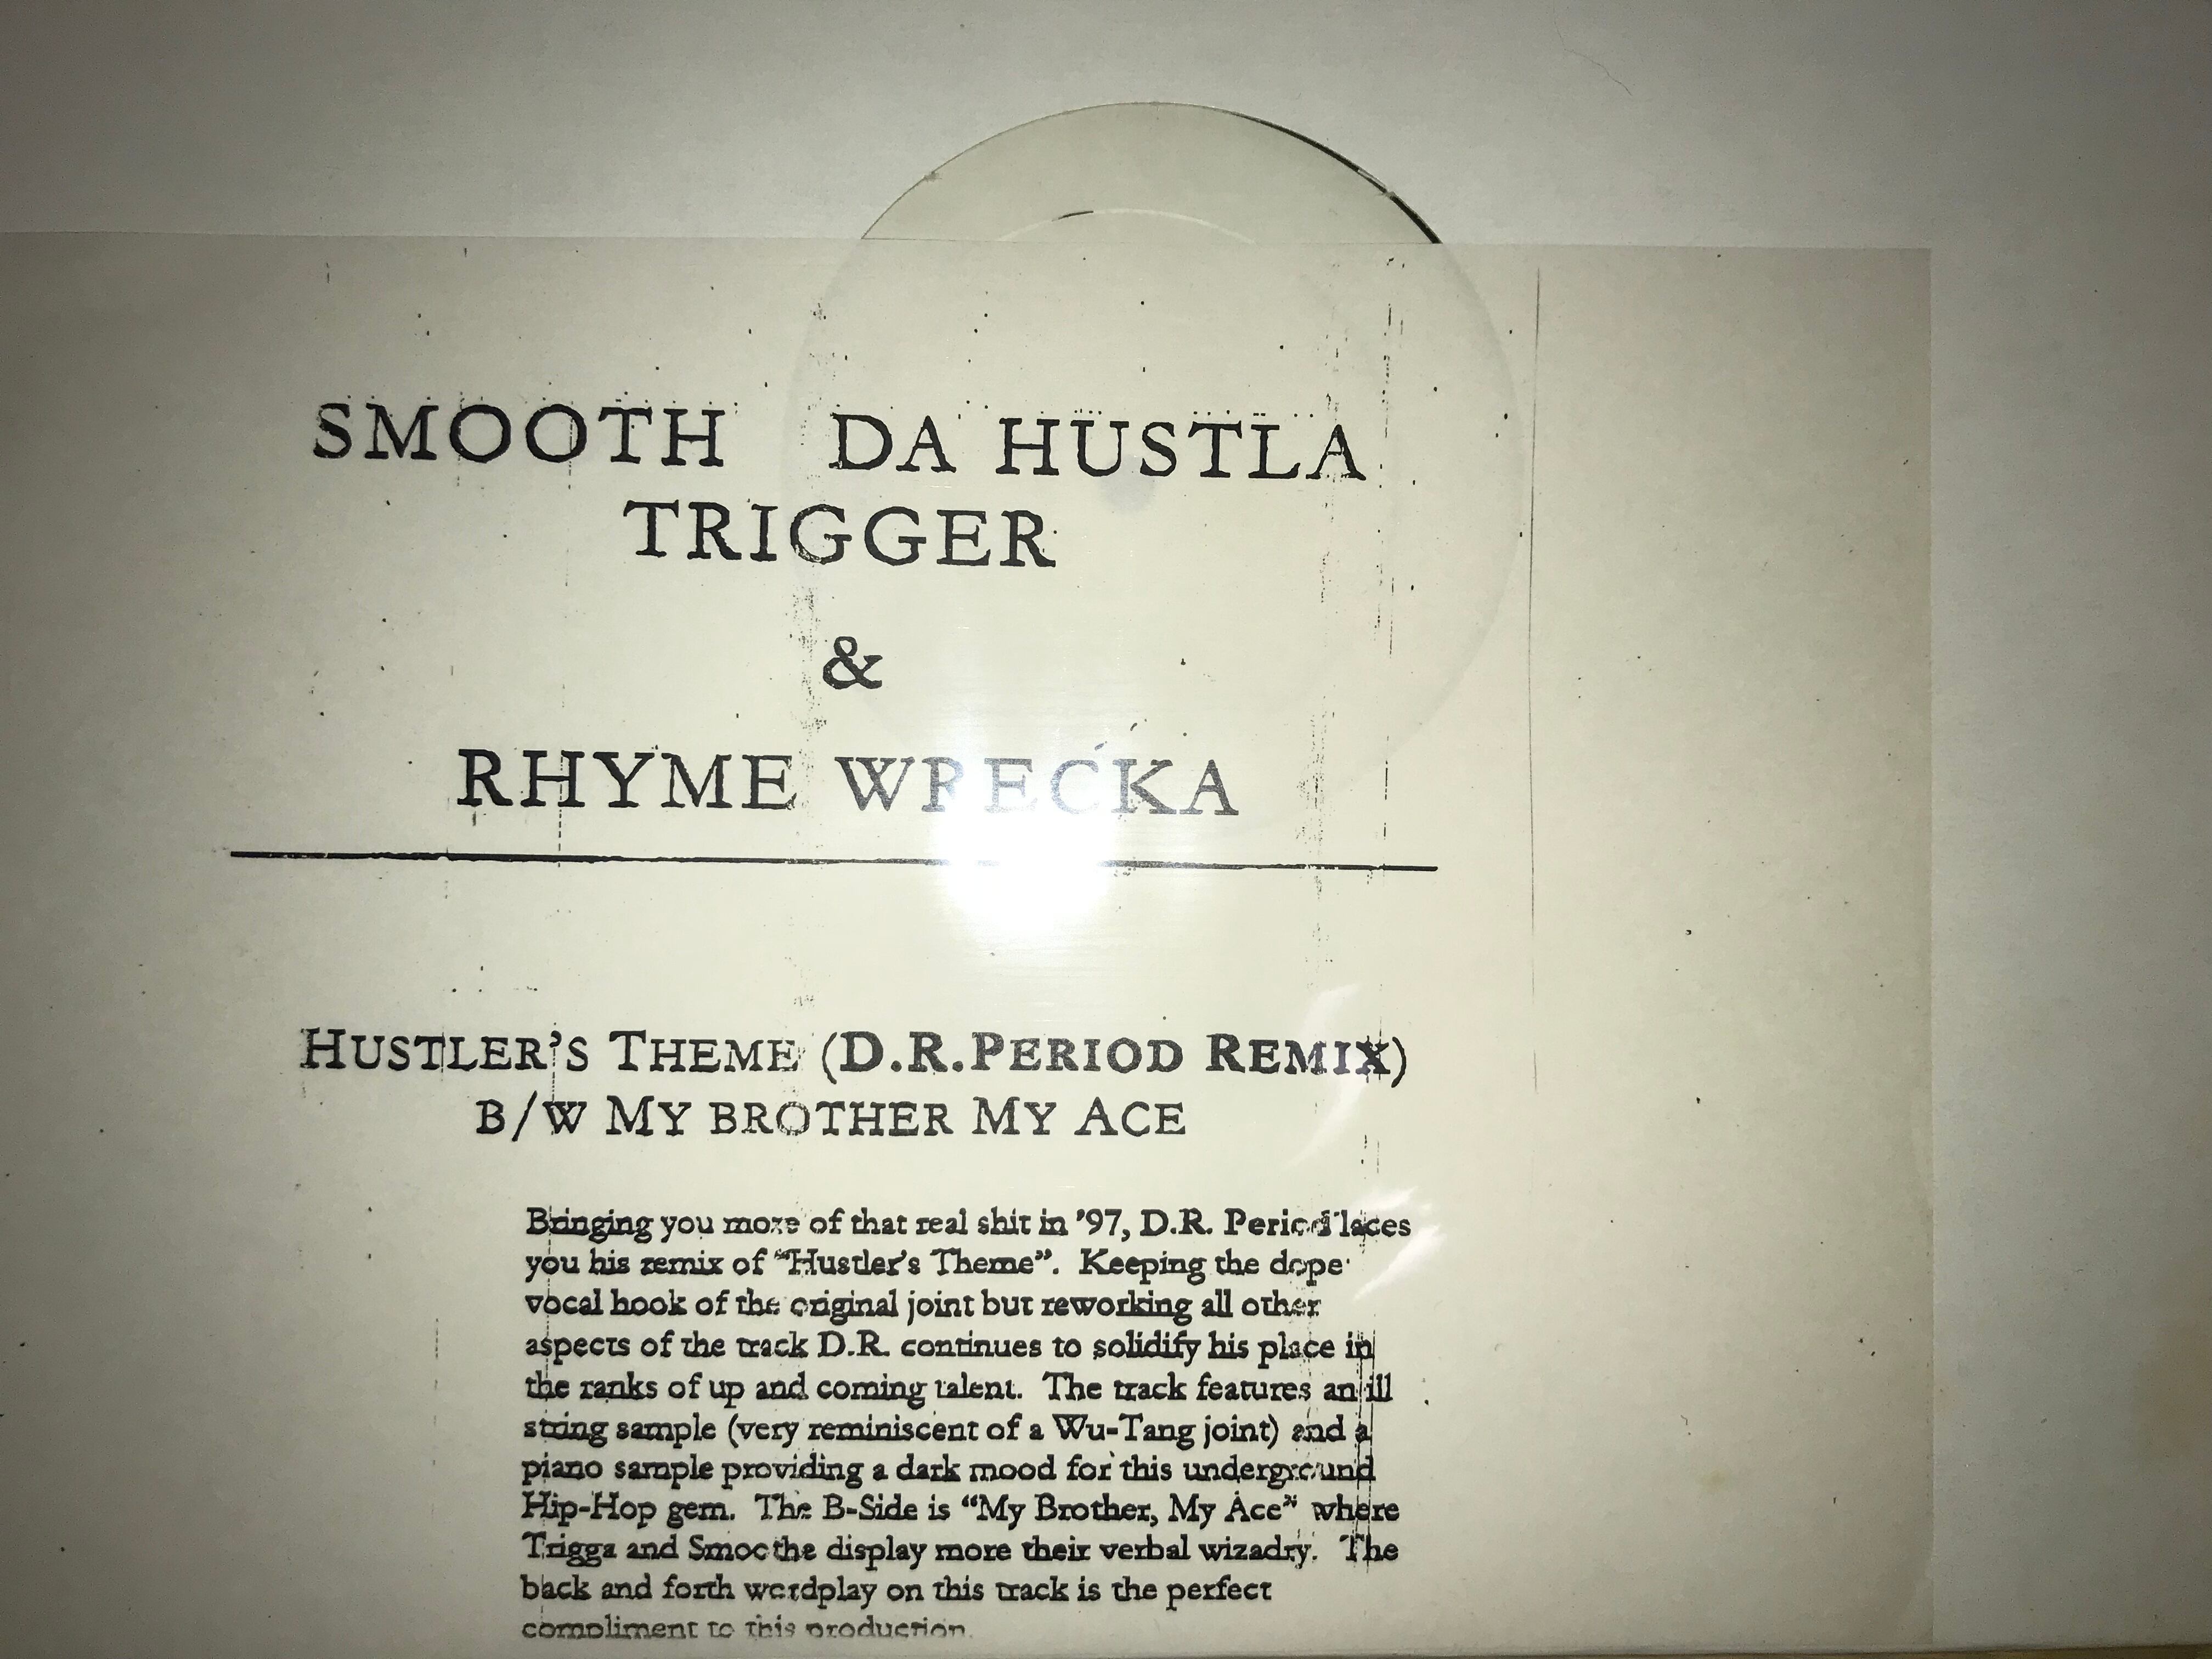 SMOOTH DA HUSTLA
TRIGGER
&
RHYME WRECKA
HUSTLER'S THEME (D.R.PERIOD REMIX)
B/W MY BROTHER MY ACE
Bringing you more of that real shit in '97, D.R. Period laces
you his remix of "Hustler's Theme". Keeping the dope
vocal hook of the original joint but reworking all other
aspects of the track D.R. continues to solidify his place in
the ranks of up and coming talent. The track features an ill
string sample (very reminiscent of a Wu-Tang joint) and a
piano sample providing a dark mood for this underground
Hip-Hop gem. The B-Side is "My Brother, My Ace" where
Trigga and Smoothe display more their verbal wizadry. The
back and forth wordplay on this track is the perfect
compliment to this production.